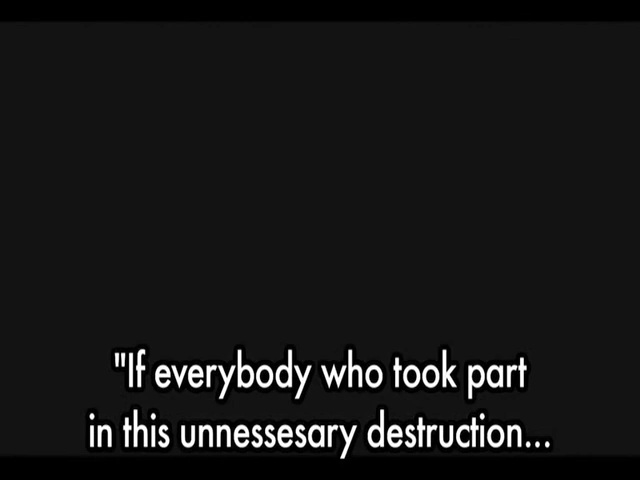 "If everybody who took part
in this unnessesary destruction...